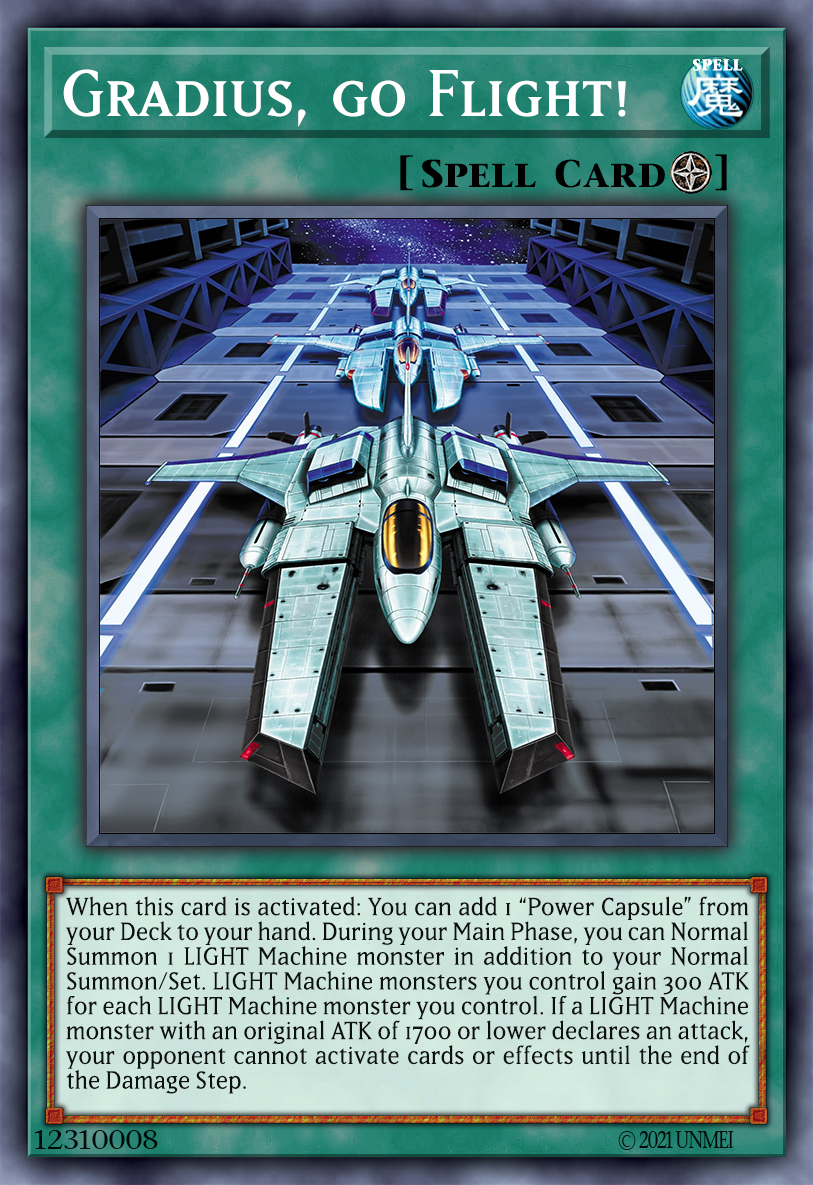 Gradius, go Flight!
SPELL
魔
[Spell Card]
When this card is activated: You can add 1 “Power Capsule” from
your Deck to your hand. During your Main Phase, you can Normal
Summon 1 LIGHT Machine monster in addition to your Normal
Summon/Set. LIGHT Machine monsters you control gain 300 ATK
for each LIGHT Machine monster you control. If a LIGHT Machine
monster with an original ATK of 1700 or lower declares an attack,
your opponent cannot activate cards or effects until the end of
the Damage Step.
12310008
© 2021 UNMEI